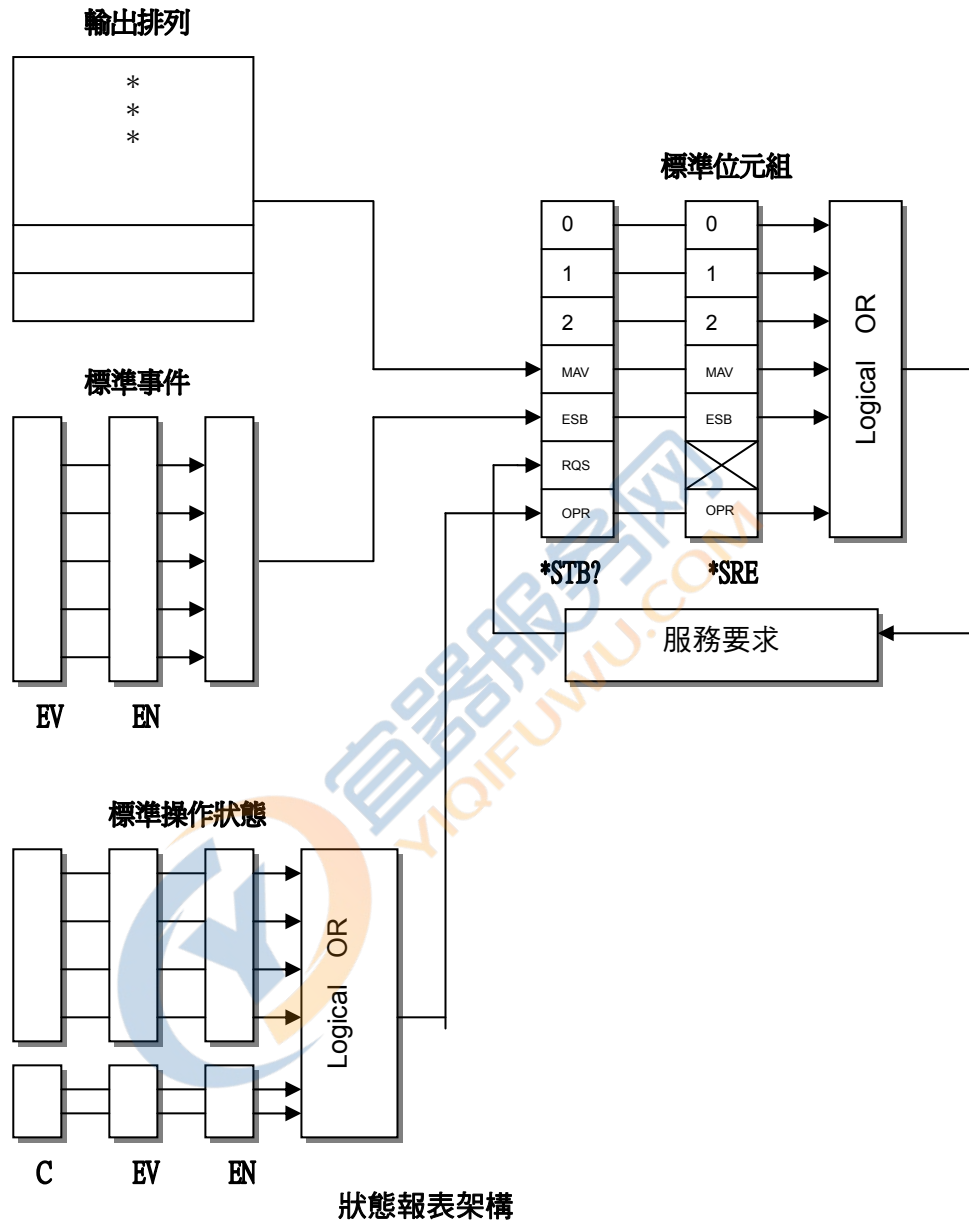 輸出排列
*
*
*
標準位元組
0 0
1 1
2 2
MAV MAV
ESB ESB
RQS
OPR OPR
Logical OR
*STB? *SRE
服務要求
標準事件
EV EN
標準操作狀態
Logical OR
C EV EN
狀態報表架構
Y
宜器服务网
YIQIFUWU.COM